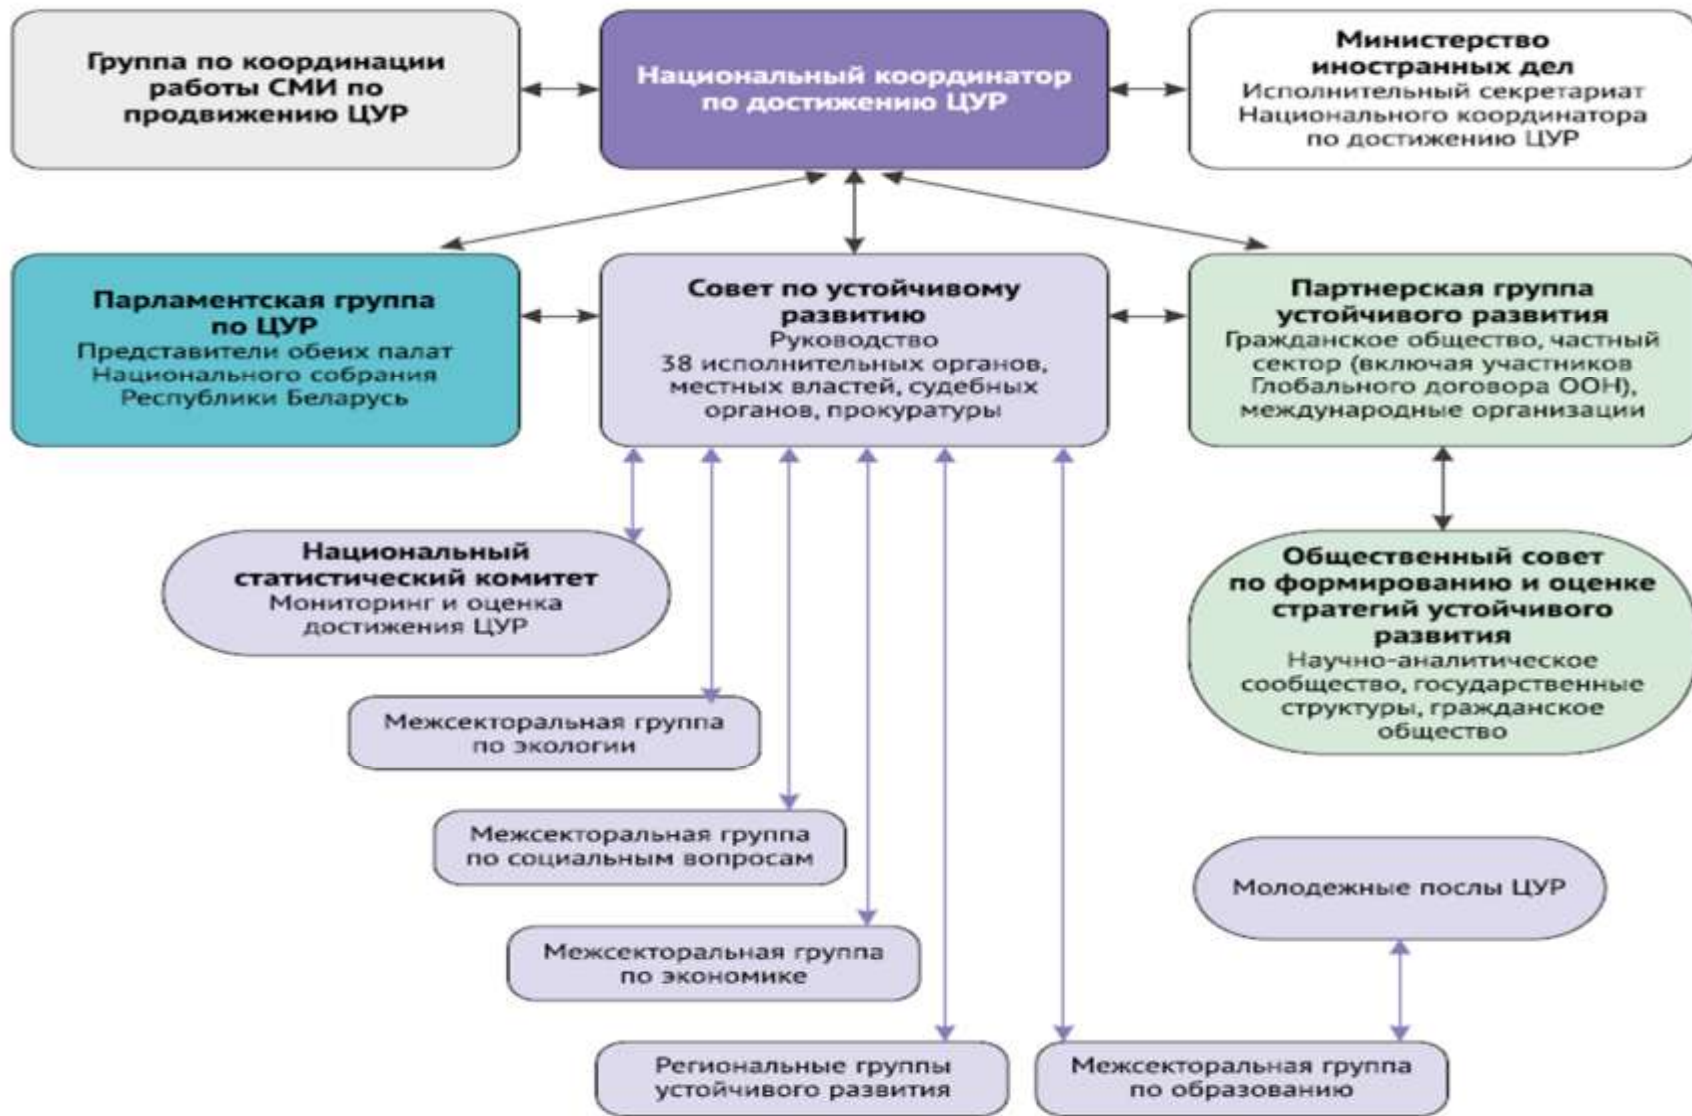 Группа по координации
работы СМИ по
продвижению ЦУР
Национальный координатор
по достижению ЦУР
Министерство
иностранных дел
Исполнительный секретариат
Национального координатора
по достижению ЦУР
Парламентская группа
по ЦУР
Представители обеих палат
Национального собрания
Республики Беларусь
Совет по устойчивому
развитию
Руководство
38 исполнительных органов,
местных властей, судебных
органов, прокуратуры
Партнерская группа
устойчивого развития
Гражданское общество, частный
сектор (включая участников
Глобального договора ООН),
международные организации
Национальный
статистический комитет
Мониторинг и оценка
достижения ЦУР
Общественный совет
по формированию и оценке
стратегий устойчивого
развития
Научно-аналитическое
сообщество, государственные
структуры, гражданское
общество
Межсекторальная группа
по экологии
Межсекторальная группа
по социальным вопросам
Молодежные послы ЦУР
Межсекторальная группа
по экономике
Региональные группы
устойчивого развития
Межсекторальная группа
по образованию